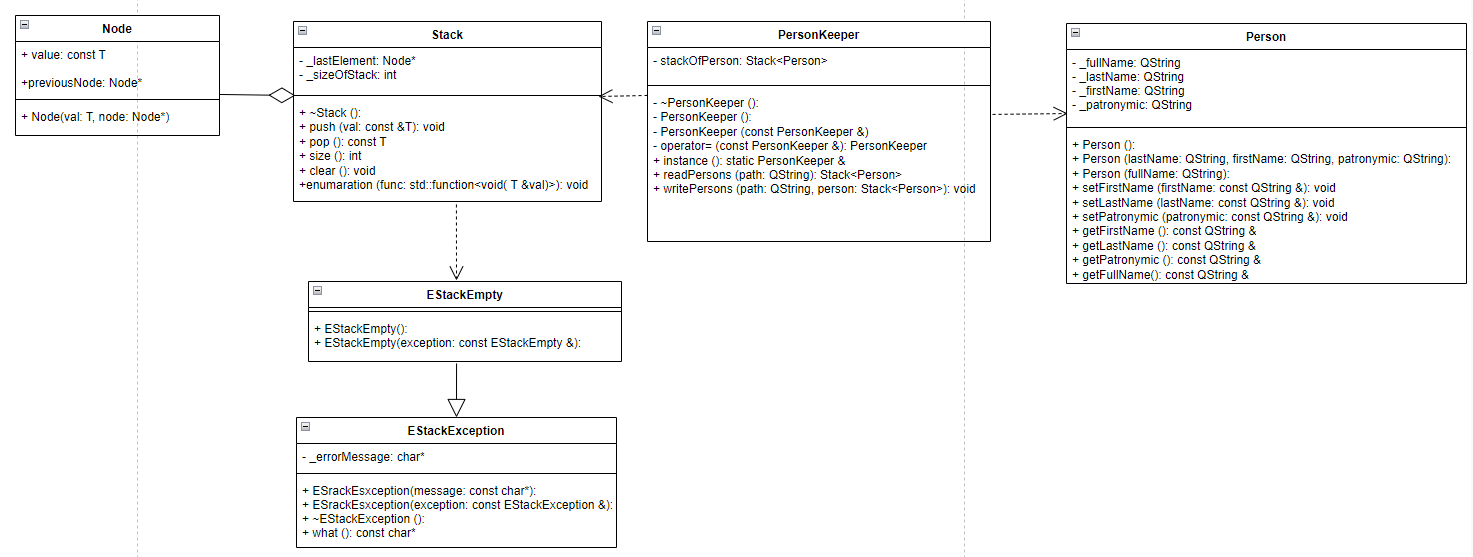 Node
+ value: const T
+previousNode: Node*
+ Node(val: T, node: Node*)
Stack
- _lastElement: Node*
- _sizeOfStack: int
+ ~Stack ():
+ push (val: const &T): void
+ pop (): const T
+ size (): int
+ clear (): void
+enumaration (func: std::function<void( T &val)>): void
PersonKeeper
- stackOfPerson: Stack<Person>
- ~PersonKeeper ():
- PersonKeeper ():
- PersonKeeper (const PersonKeeper &)
- operator= (const PersonKeeper &): PersonKeeper
+ instance (): static PersonKeeper &
+ readPersons (path: QString): Stack<Person>
+ writePersons (path: QString, person: Stack<Person>): void
Person
- _fullName: QString
- _lastName: QString
- _firstName: QString
- _patronymic: QString
+ Person ():
+ Person (lastName: QString, firstName: QString, patronymic: QString):
+ Person (fullName: QString):
+ setFirstName (firstName: const QString &): void
+ setLastName (lastName: const QString &): void
+ setPatronymic (patronymic: const QString &): void
+ getFirstName (): const QString &
+ getLastName (): const QString &
+ getPatronymic (): const QString &
+ getFullName(): const QString &
EStackEmpty
+ EStackEmpty():
+ EStackEmpty(exception: const EStackEmpty &):
EStackException
- _errorMessage: char*
+ ESrackEsxception(message: const char*):
+ ESrackEsxception(exception: const EStackException &):
+ ~EStackException ():
+ what (): const char*